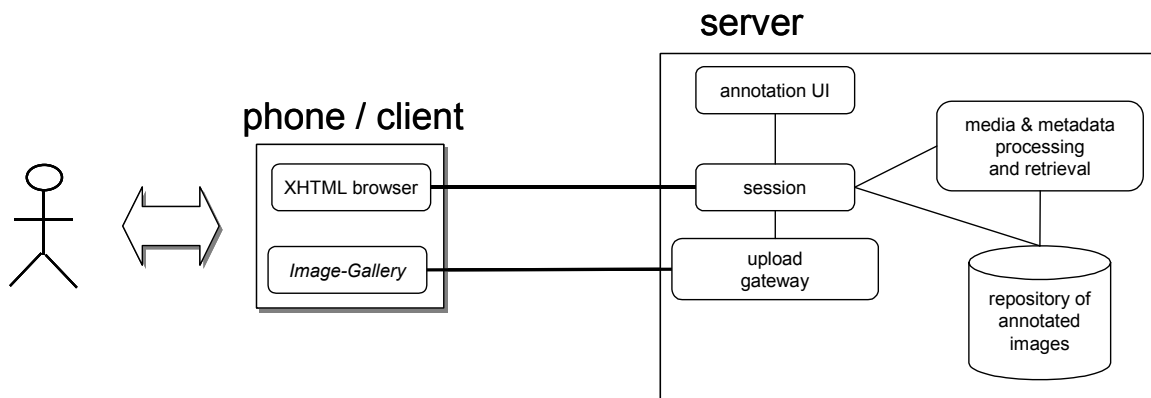 server
annotation UI
phone / client
media & metadata
processing
and retrieval
XHTML browser
session
Image-Gallery
upload
gateway
repository of
annotated
images